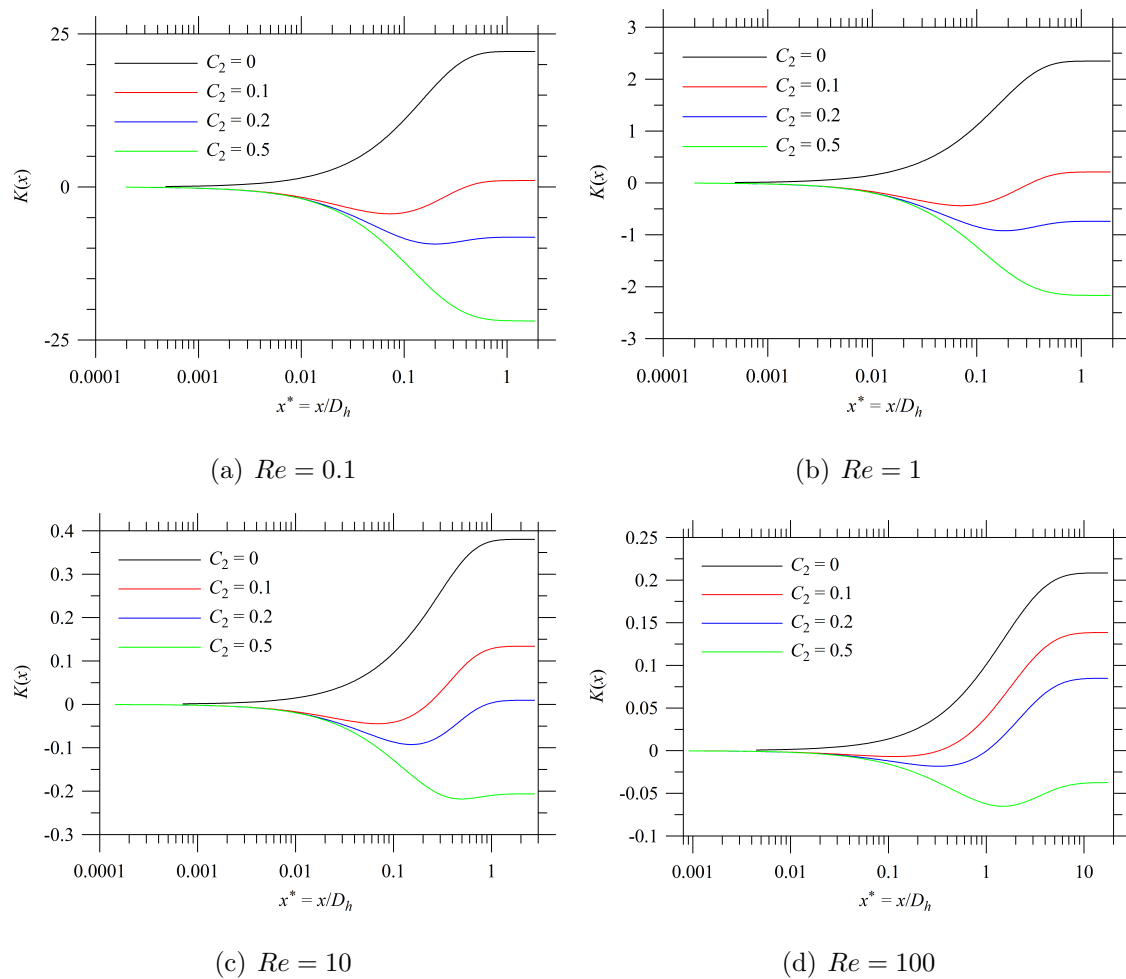 25
0
-25
K(x)
C₂ = 0
C₂ = 0.1
C₂ = 0.2
C₂ = 0.5
0.0001
0.001
0.01
0.1
1
x* = x/Dₕ
(a) Re = 0.1
3
2
1
0
-1
-2
-3
K(x)
C₂ = 0
C₂ = 0.1
C₂ = 0.2
C₂ = 0.5
0.0001
0.001
0.01
0.1
1
x* = x/Dₕ
(b) Re = 1
0.4
0.3
0.2
0.1
0
-0.1
-0.2
-0.3
K(x)
C₂ = 0
C₂ = 0.1
C₂ = 0.2
C₂ = 0.5
0.0001
0.001
0.01
0.1
1
x* = x/Dₕ
(c) Re = 10
0.25
0.2
0.15
0.1
0.05
0
-0.05
-0.1
K(x)
C₂ = 0
C₂ = 0.1
C₂ = 0.2
C₂ = 0.5
0.001
0.01
0.1
1
10
x* = x/Dₕ
(d) Re = 100